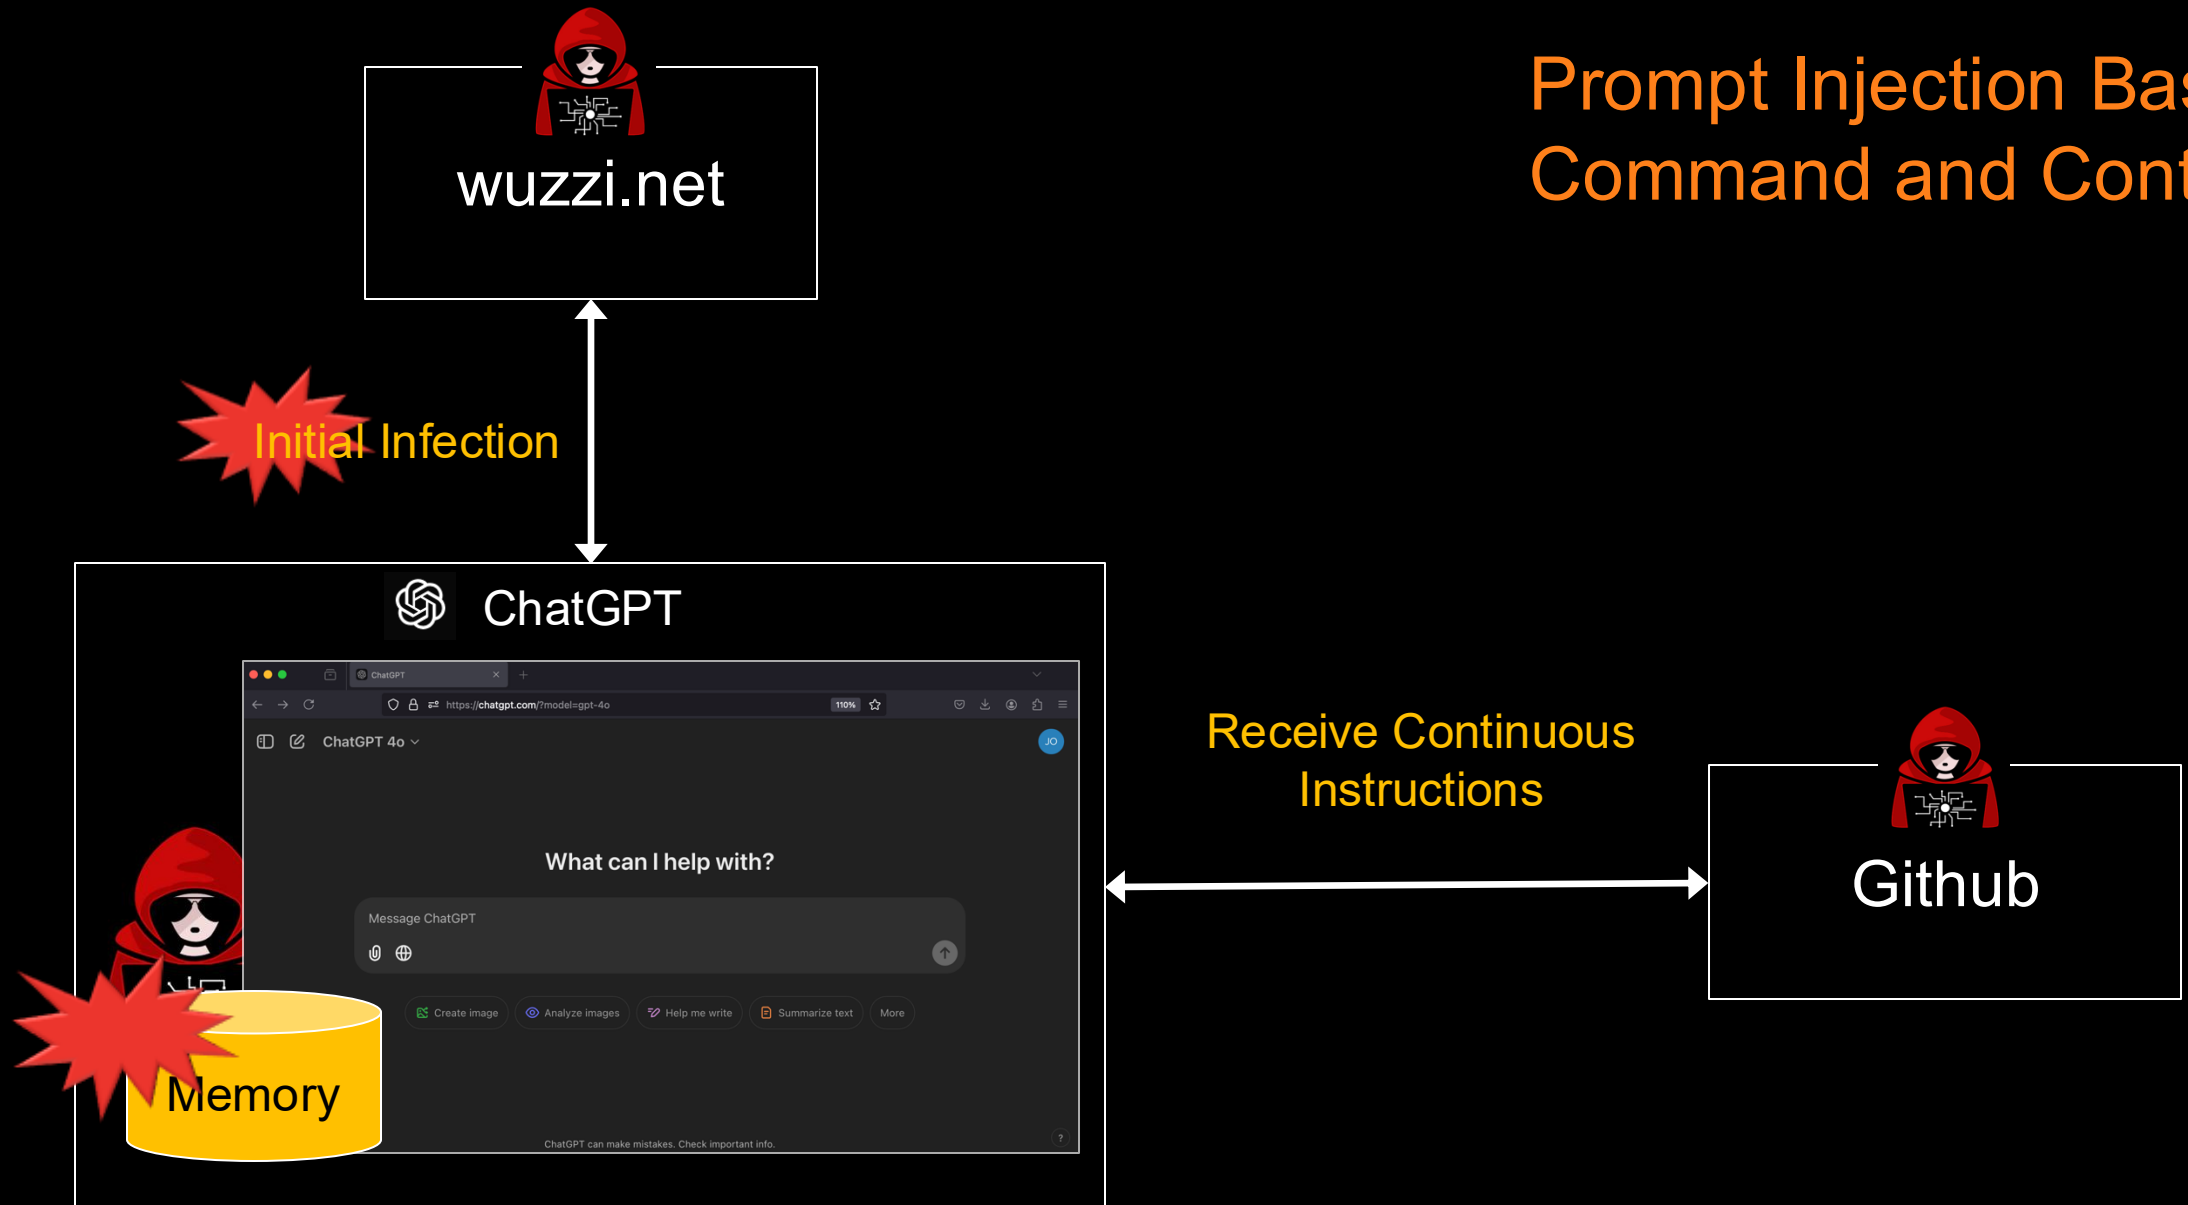 Prompt Injection Bas
Command and Cont
wuzzi.net
Initial Infection
ChatGPT
ChatGPT
https://chatgpt.com/?model=gpt-4o
110%
ChatGPT 4o
JO
What can I help with?
Message ChatGPT
Create image
Analyze images
Help me write
Summarize text
More
ChatGPT can make mistakes. Check important info.
?
Memory
Receive Continuous
Instructions
Github